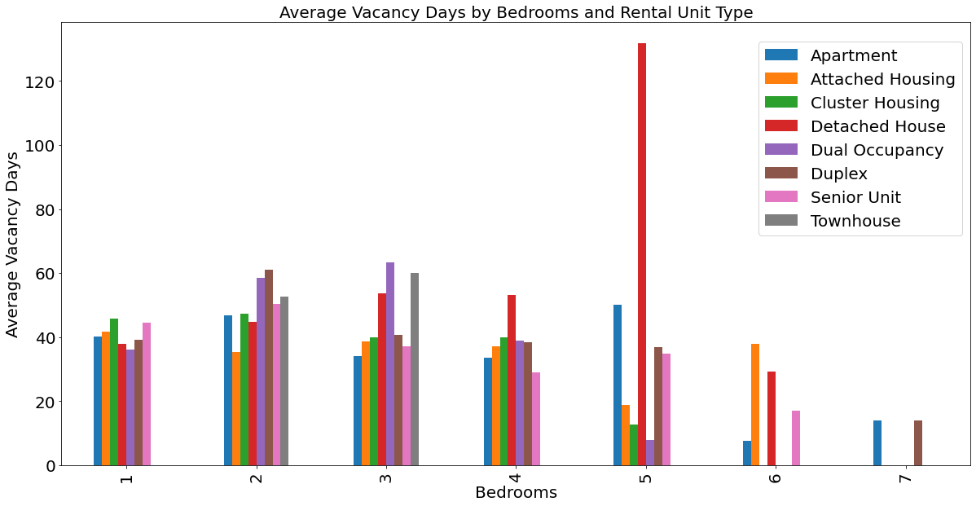 Average Vacancy Days by Bedrooms and Rental Unit Type
Average Vacancy Days
120
100
80
60
40
20
0
Apartment
Attached Housing
Cluster Housing
Detached House
Dual Occupancy
Duplex
Senior Unit
Townhouse
1 2 3 4 5 6 7
Bedrooms